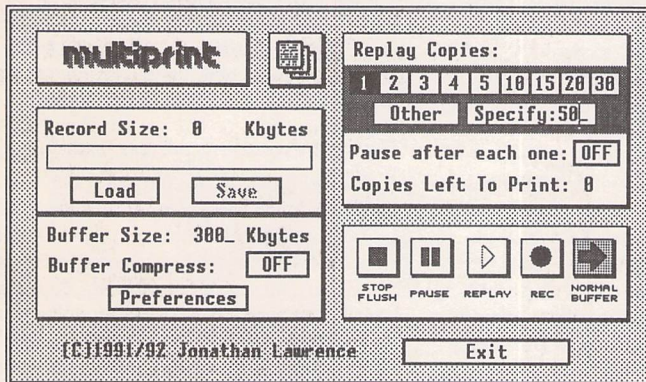 multiprint
Record Size: 0 Kbytes
Load Save
Buffer Size: 300_ Kbytes
Buffer Compress: OFF
Preferences
Replay Copies:
1 2 3 4 5 10 15 20 30
Other Specify:50_
Pause after each one: OFF
Copies Left To Print: 0
STOP FLUSH PAUSE REPLAY REC NORMAL BUFFER
[C]1991/92 Jonathan Lawrence Exit